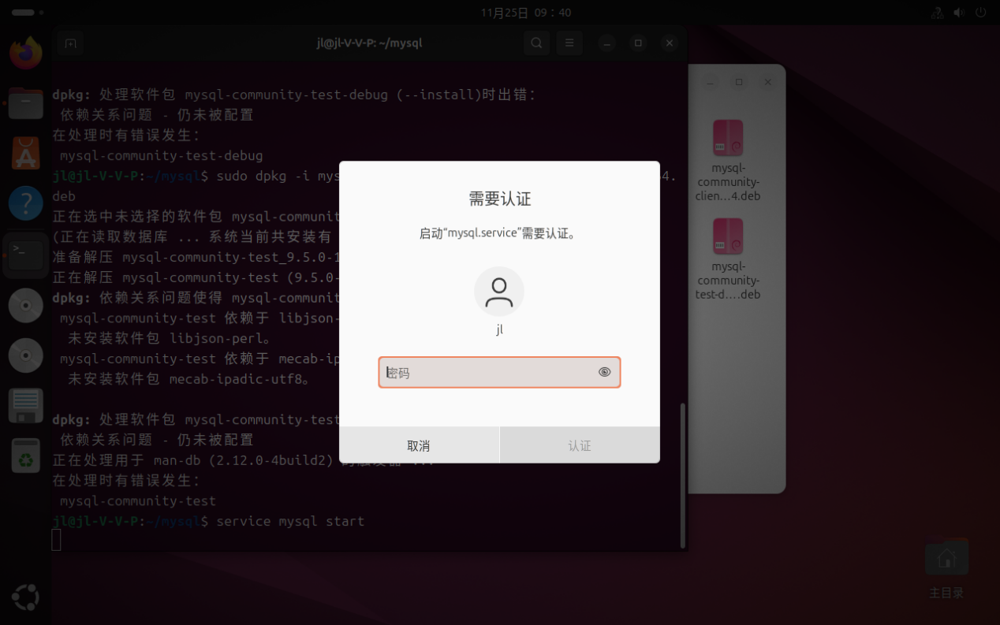 11月25日 09：40
jl@jl-V-V-P: ~/mysql
dpkg: 处理软件包 mysql-community-test-debug (--install)时出错：
依赖关系问题 - 仍未被配置
在处理时有错误发生：
mysql-community-test-debug
jl@jl-V-V-P:~/mysql$ sudo dpkg -i mys
4.
deb
正在选中未选择的软件包 mysql-communit
(正在读取数据库 ... 系统当前共安装有
准备解压 mysql-community-test_9.5.0-1
正在解压 mysql-community-test (9.5.0-
dpkg: 依赖关系问题使得 mysql-communit
mysql-community-test 依赖于 libjson-
未安装软件包 libjson-perl。
mysql-community-test 依赖于 mecab-ip
未安装软件包 mecab-ipadic-utf8。
dpkg: 处理软件包 mysql-community-test
依赖关系问题 - 仍未被配置
正在处理用于 man-db (2.12.0-4build2) 的触发器 ...
在处理时有错误发生：
mysql-community-test
jl@jl-V-V-P:~/mysql$ service mysql start
需要认证
启动“mysql.service”需要认证。
jl
密码
取消
认证
mysql-
community-
clien…4.deb
mysql-
community-
test-d….deb
主目录